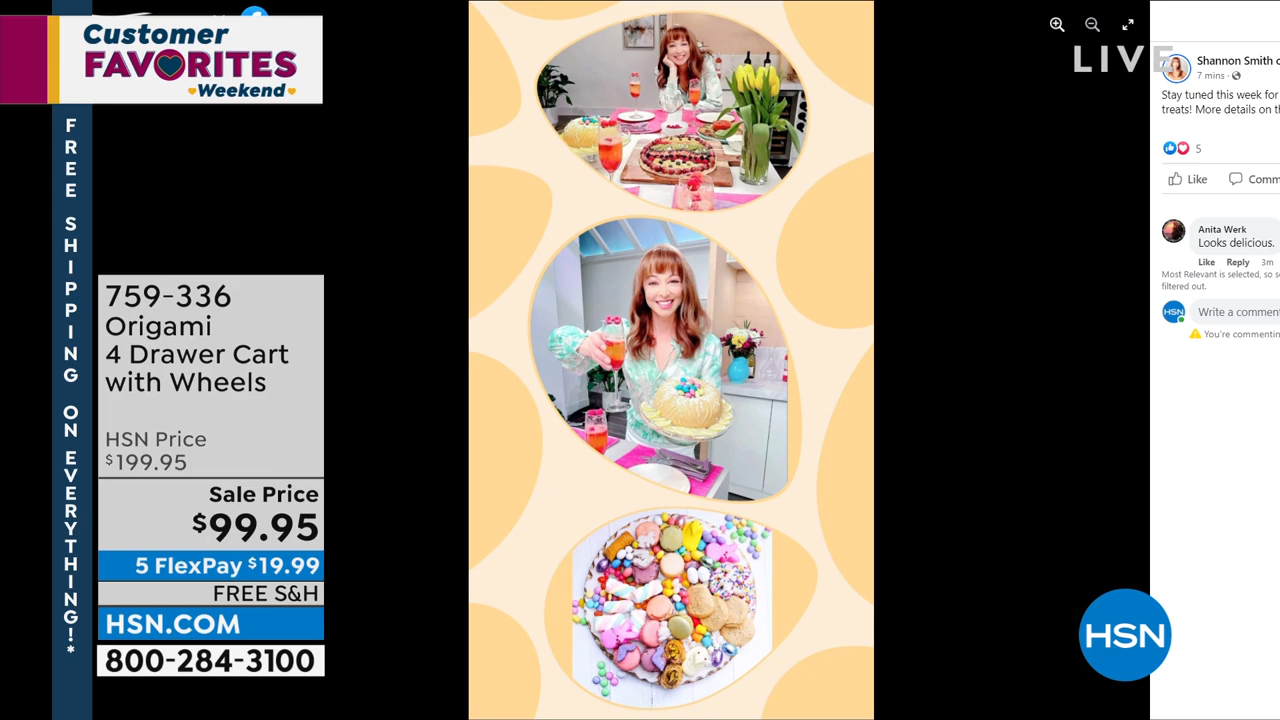 Customer
FAVORITES
Weekend
FREE SHIPPING ON EVERYTHING!*
759-336
Origami
4 Drawer Cart
with Wheels
HSN Price
$199.95
Sale Price
$99.95
5 FlexPay $19.99
FREE S&H
HSN.COM
800-284-3100
LIVE
Shannon Smith
7 mins ·
Stay tuned this week for
treats! More details on
5
Like
Anita Werk
Looks delicious.
Like Reply 3m
Most Relevant is selected, so
filtered out.
HSN
Write a
You're
HSN